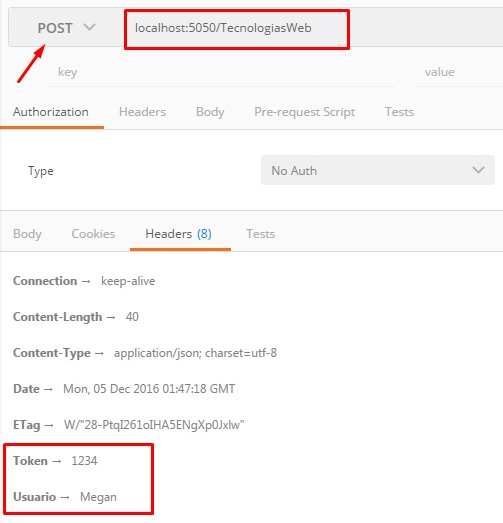 POST localhost:5050/TecnologiasWeb
key value
Authorization Headers Body Pre-request Script Tests
Type No Auth
Body Cookies Headers (8) Tests
Connection → keep-alive
Content-Length → 40
Content-Type → application/json; charset=utf-8
Date → Mon, 05 Dec 2016 01:47:18 GMT
ETag → W/"28-PtqI261oIHA5ENgXp0Jxlw"
Token → 1234
Usuario → Megan